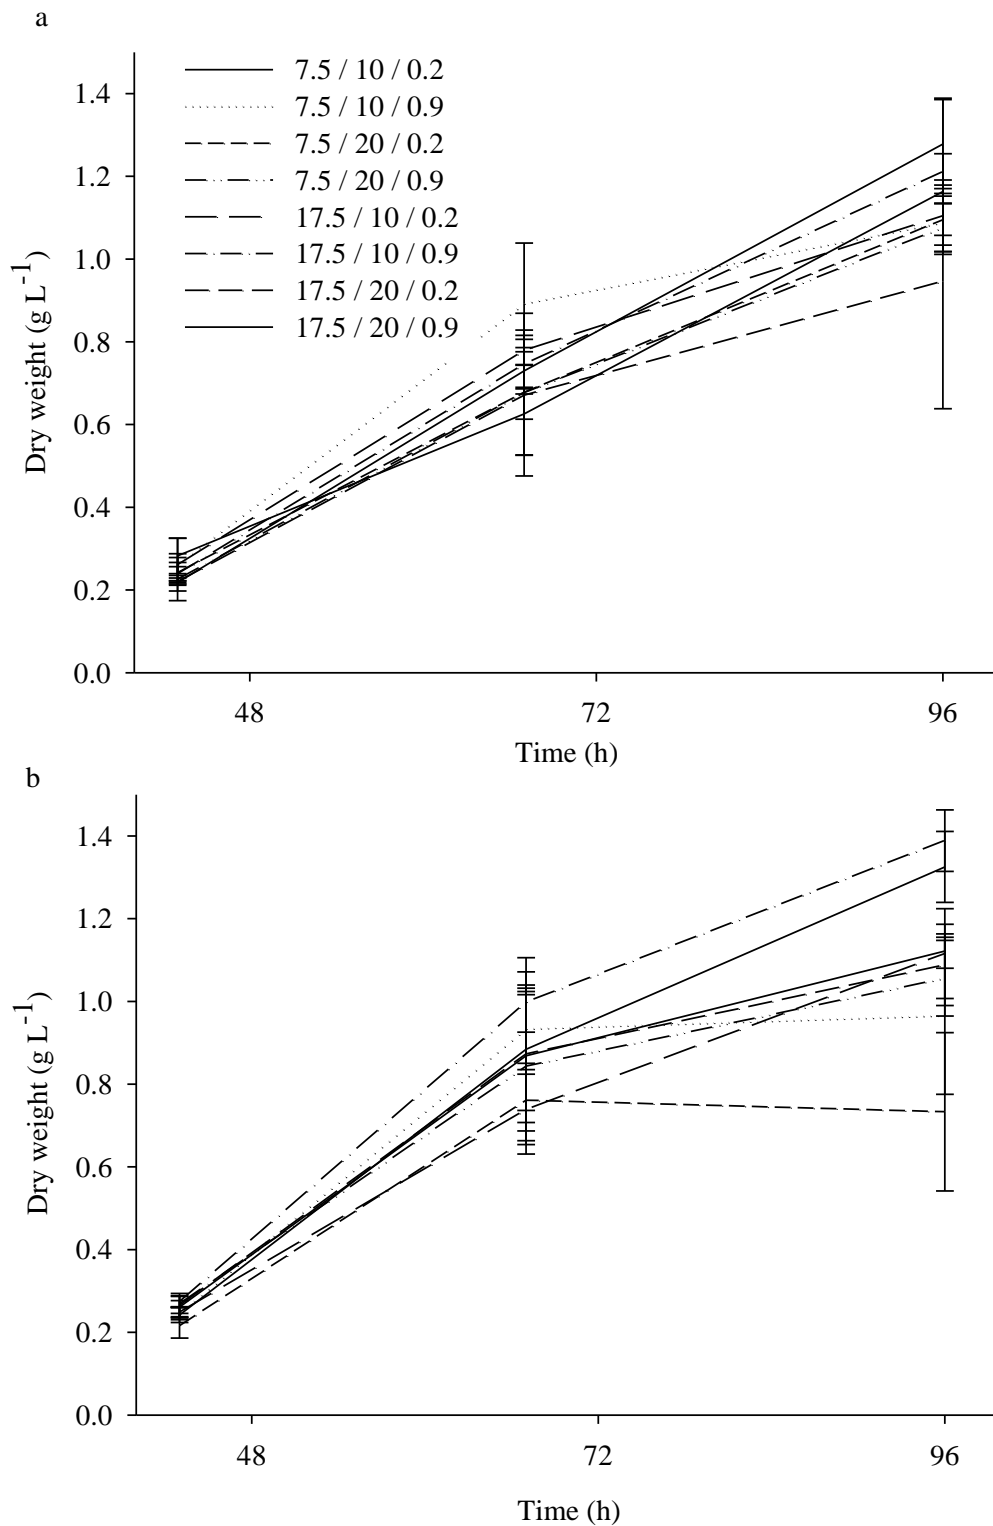 a
1.4
1.2
1.0
0.8
0.6
0.4
0.2
0.0
Dry weight (g L-1)
7.5 / 10 / 0.2
7.5 / 10 / 0.9
7.5 / 20 / 0.2
7.5 / 20 / 0.9
17.5 / 10 / 0.2
17.5 / 10 / 0.9
17.5 / 20 / 0.2
17.5 / 20 / 0.9
48 72 96
Time (h)
b
1.4
1.2
1.0
0.8
0.6
0.4
0.2
0.0
Dry weight (g L-1)
48 72 96
Time (h)